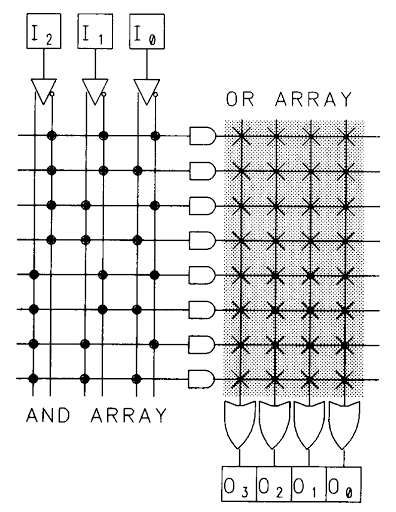 I2 I1 I0
OR ARRAY
AND ARRAY
O3 O2 O1 O0